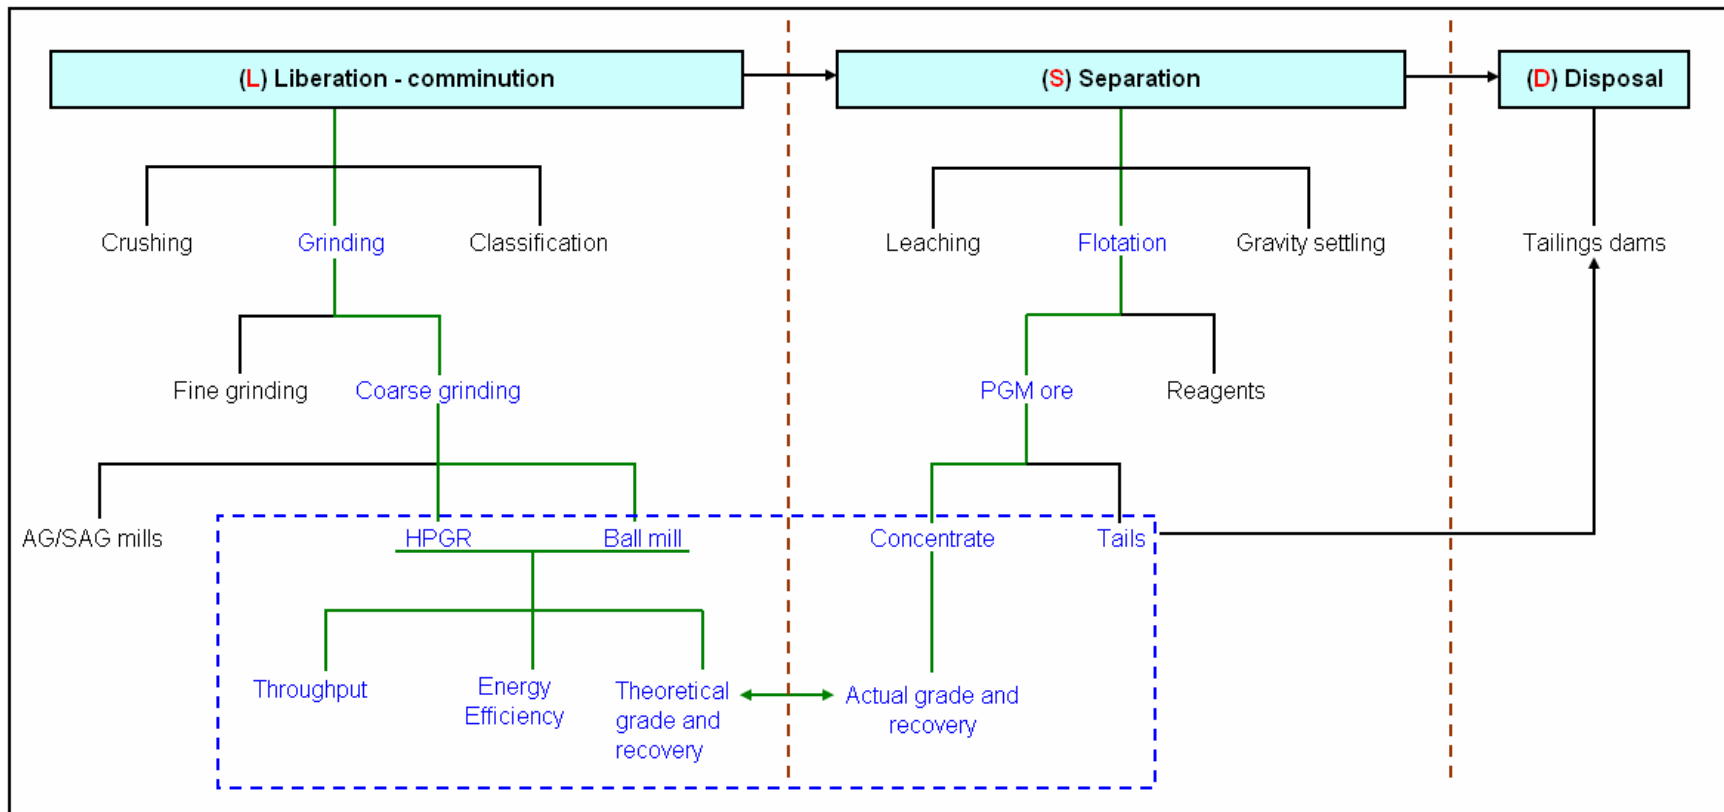 (L) Liberation - comminution
(S) Separation
(D) Disposal
Crushing
Grinding
Classification
Leaching
Flotation
Gravity settling
Tailings dams
Fine grinding
Coarse grinding
PGM ore
Reagents
AG/SAG mills
HPGR
Ball mill
Concentrate
Tails
Throughput
Energy
Efficiency
Theoretical
grade and
recovery
Actual grade and
recovery